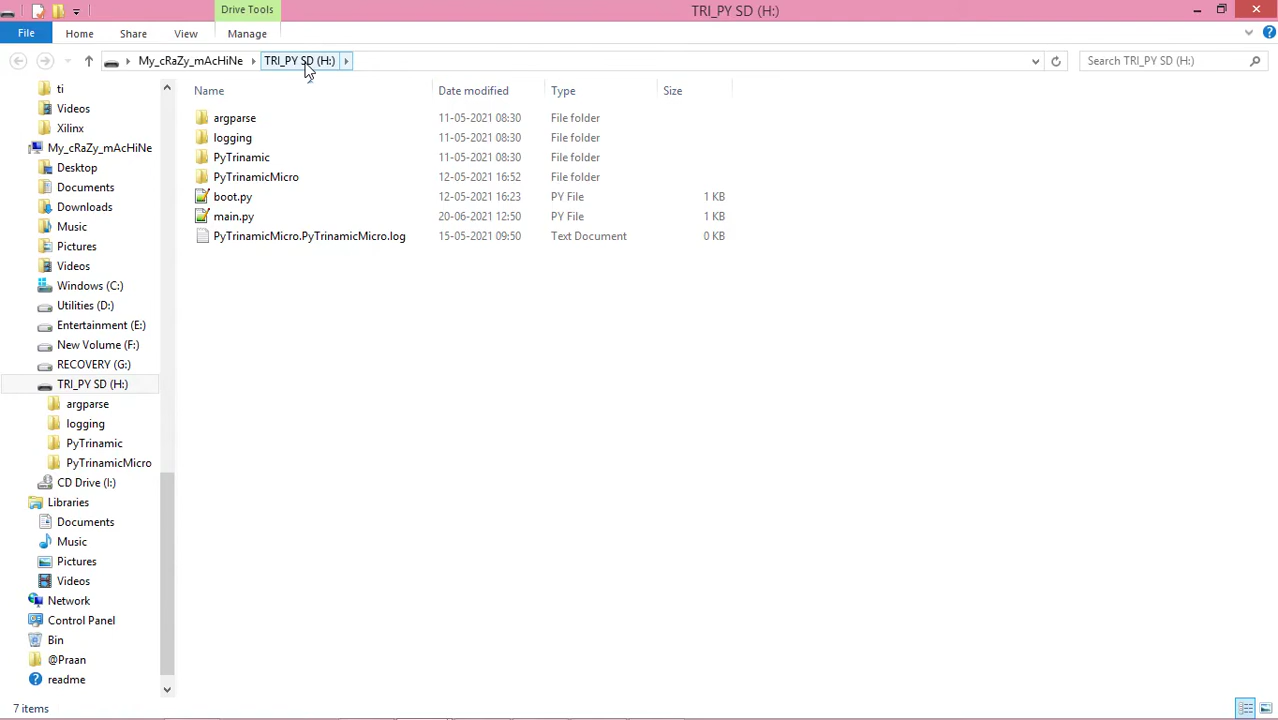 Drive Tools
TRI_PY SD (H:)
File
Home
Share
View
Manage
My_cRaZy_mAcHiNe
TRI_PY SD (H:)
Search TRI_PY SD (H:)
ti
Videos
Xilinx
My_cRaZy_mAcHiNe
Desktop
Documents
Downloads
Music
Pictures
Videos
Windows (C:)
Utilities (D:)
Entertainment (E:)
New Volume (F:)
RECOVERY (G:)
TRI_PY SD (H:)
argparse
logging
PyTrinamic
PyTrinamicMicro
CD Drive (I:)
Libraries
Documents
Music
Pictures
Videos
Network
Control Panel
Bin
@Praan
readme
Name Date modified Type Size
argparse 11-05-2021 08:30 File folder
logging 11-05-2021 08:30 File folder
PyTrinamic 11-05-2021 08:30 File folder
PyTrinamicMicro 12-05-2021 16:52 File folder
boot.py 12-05-2021 16:23 PY File 1 KB
main.py 20-06-2021 12:50 PY File 1 KB
PyTrinamicMicro.PyTrinamicMicro.log 15-05-2021 09:50 Text Document 0 KB
7 items